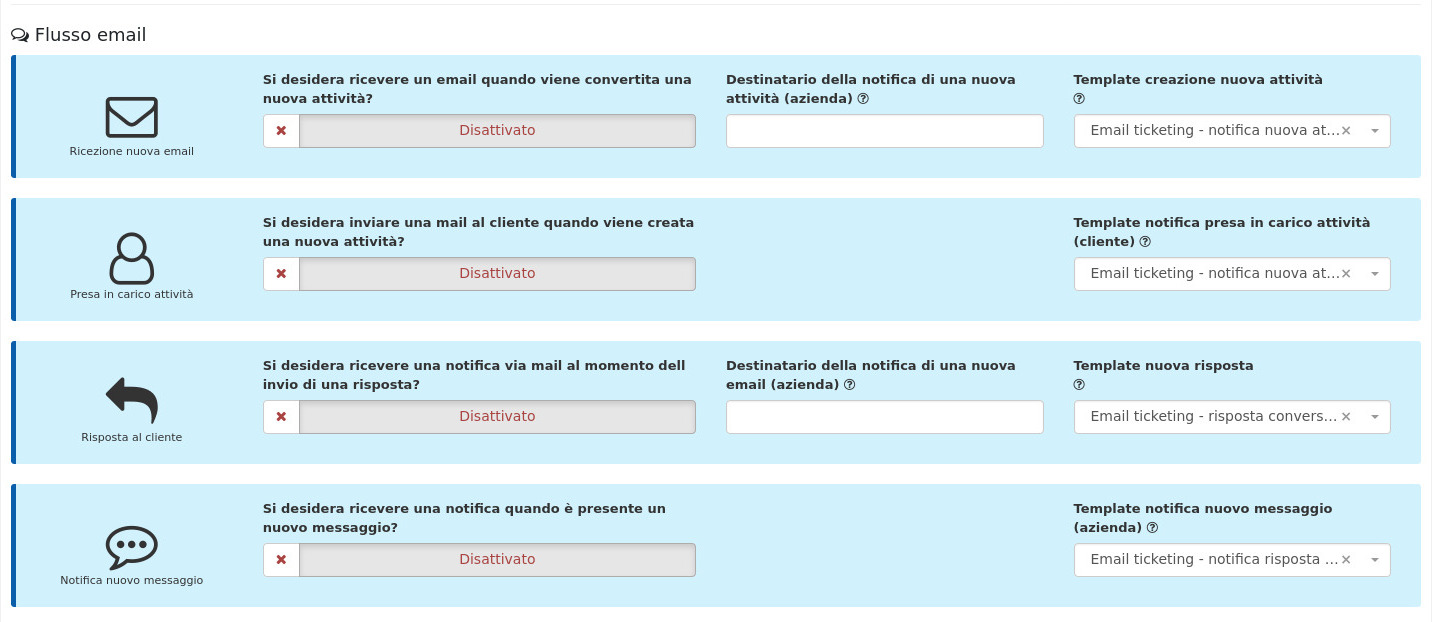 Flusso email
Si desidera ricevere un email quando viene convertita una
nuova attività?
Disattivato
Destinatario della notifica di una nuova
attività (azienda)
Template creazione nuova attività
Email ticketing - notifica nuova at...
Ricezione nuova email
Si desidera inviare una mail al cliente quando viene creata
una nuova attività?
Disattivato
Template notifica presa in carico attività
(cliente)
Email ticketing - notifica nuova at...
Presa in carico attività
Si desidera ricevere una notifica via mail al momento dell
invio di una risposta?
Disattivato
Destinatario della notifica di una nuova
email (azienda)
Template nuova risposta
Email ticketing - risposta convers...
Risposta al cliente
Si desidera ricevere una notifica quando è presente un
nuovo messaggio?
Disattivato
Template notifica nuovo messaggio
(azienda)
Email ticketing - notifica risposta ...
Notifica nuovo messaggio